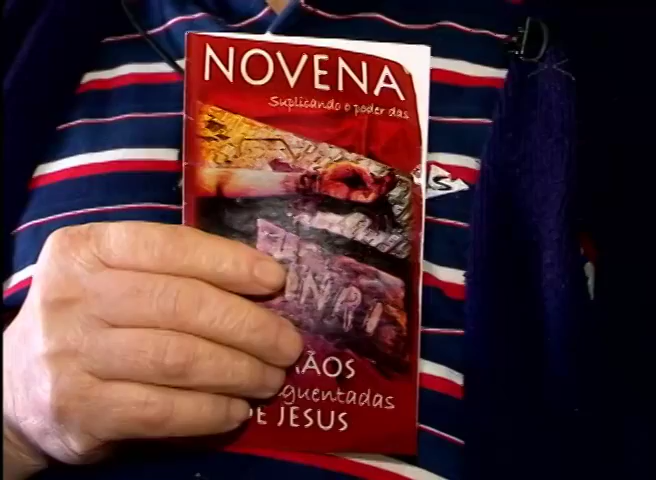 NOVENA
Suplicando o poder das
INRI
ÃOS
guentadas
E JESUS
S